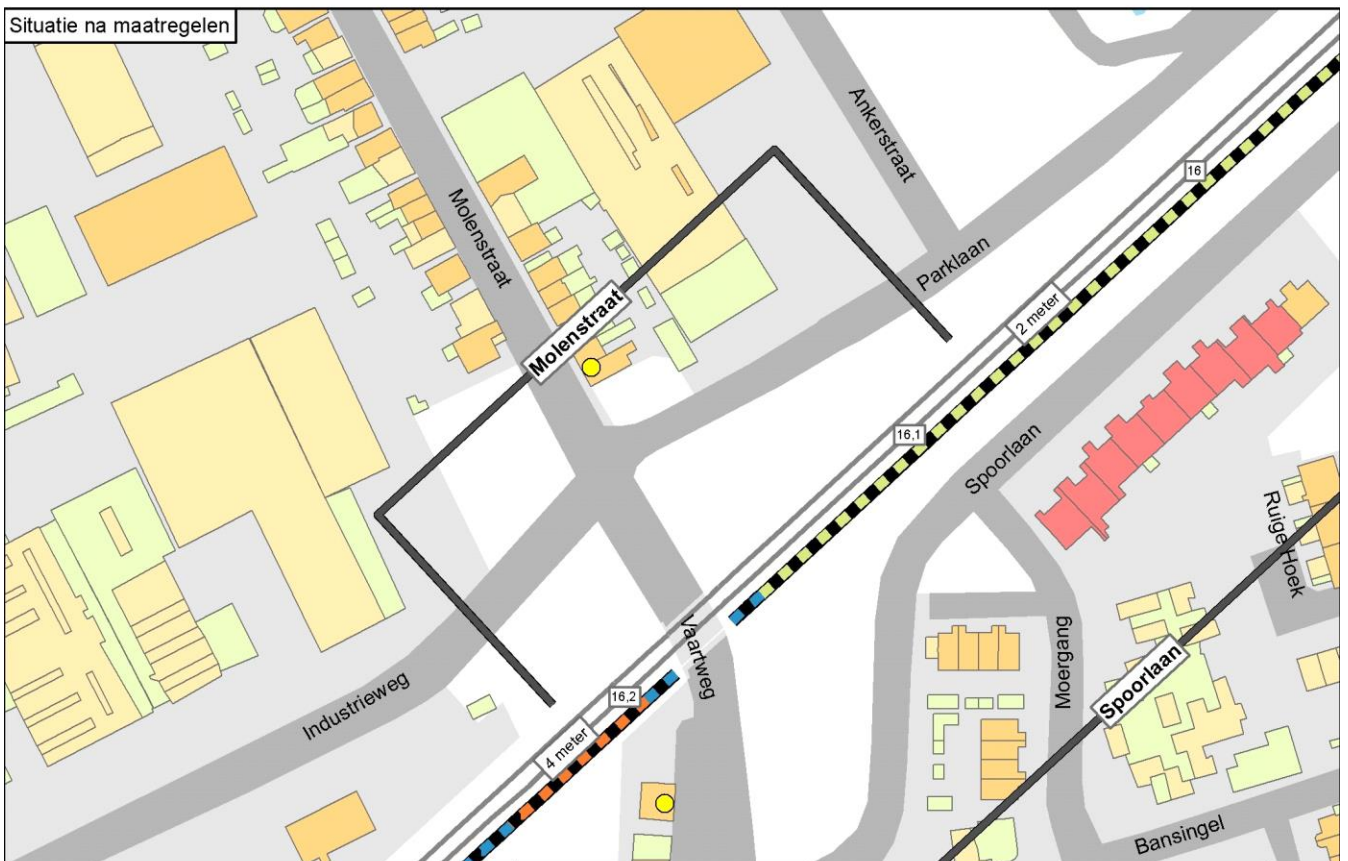 Situatie na maatregelen
Ankerstraat
16
Molenstraat
Parklaan
Molenstraat
2 meter
16,1
Spoorlaan
Ruige Hoek
Vaartweg
Moergang
Spoorlaan
16,2
Industrieweg
4 meter
Bansingel